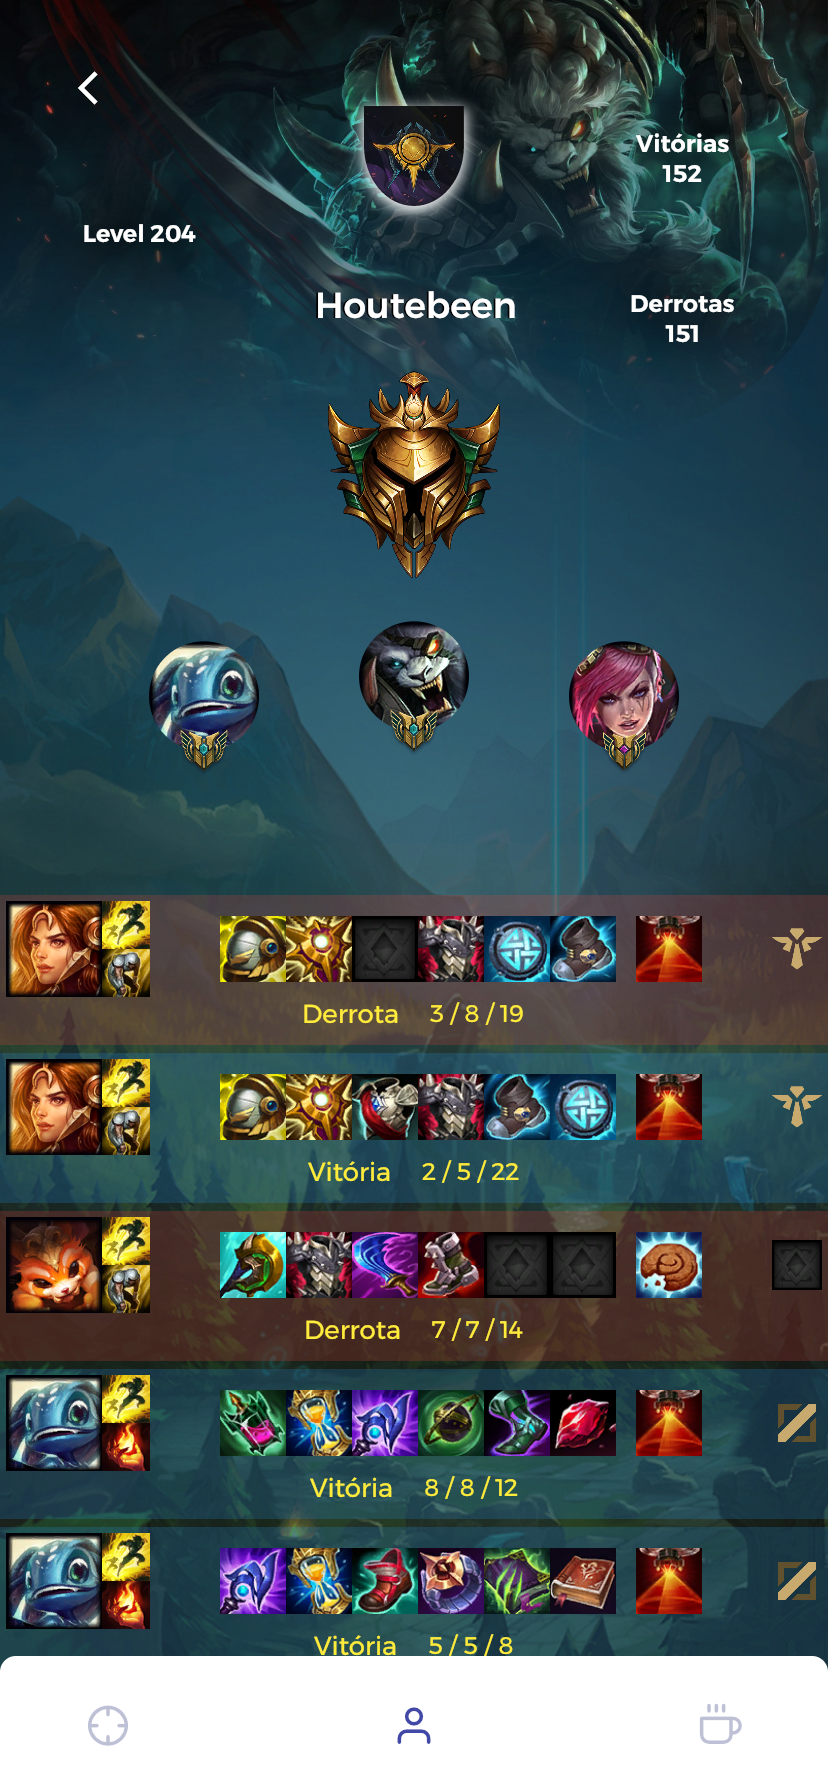 Vitórias
152
Level 204
Houtebeen
Derrotas
151
Derrota 3 / 8 / 19
Vitória 2 / 5 / 22
Derrota 7 / 7 / 14
Vitória 8 / 8 / 12
Vitória 5 / 5 / 8